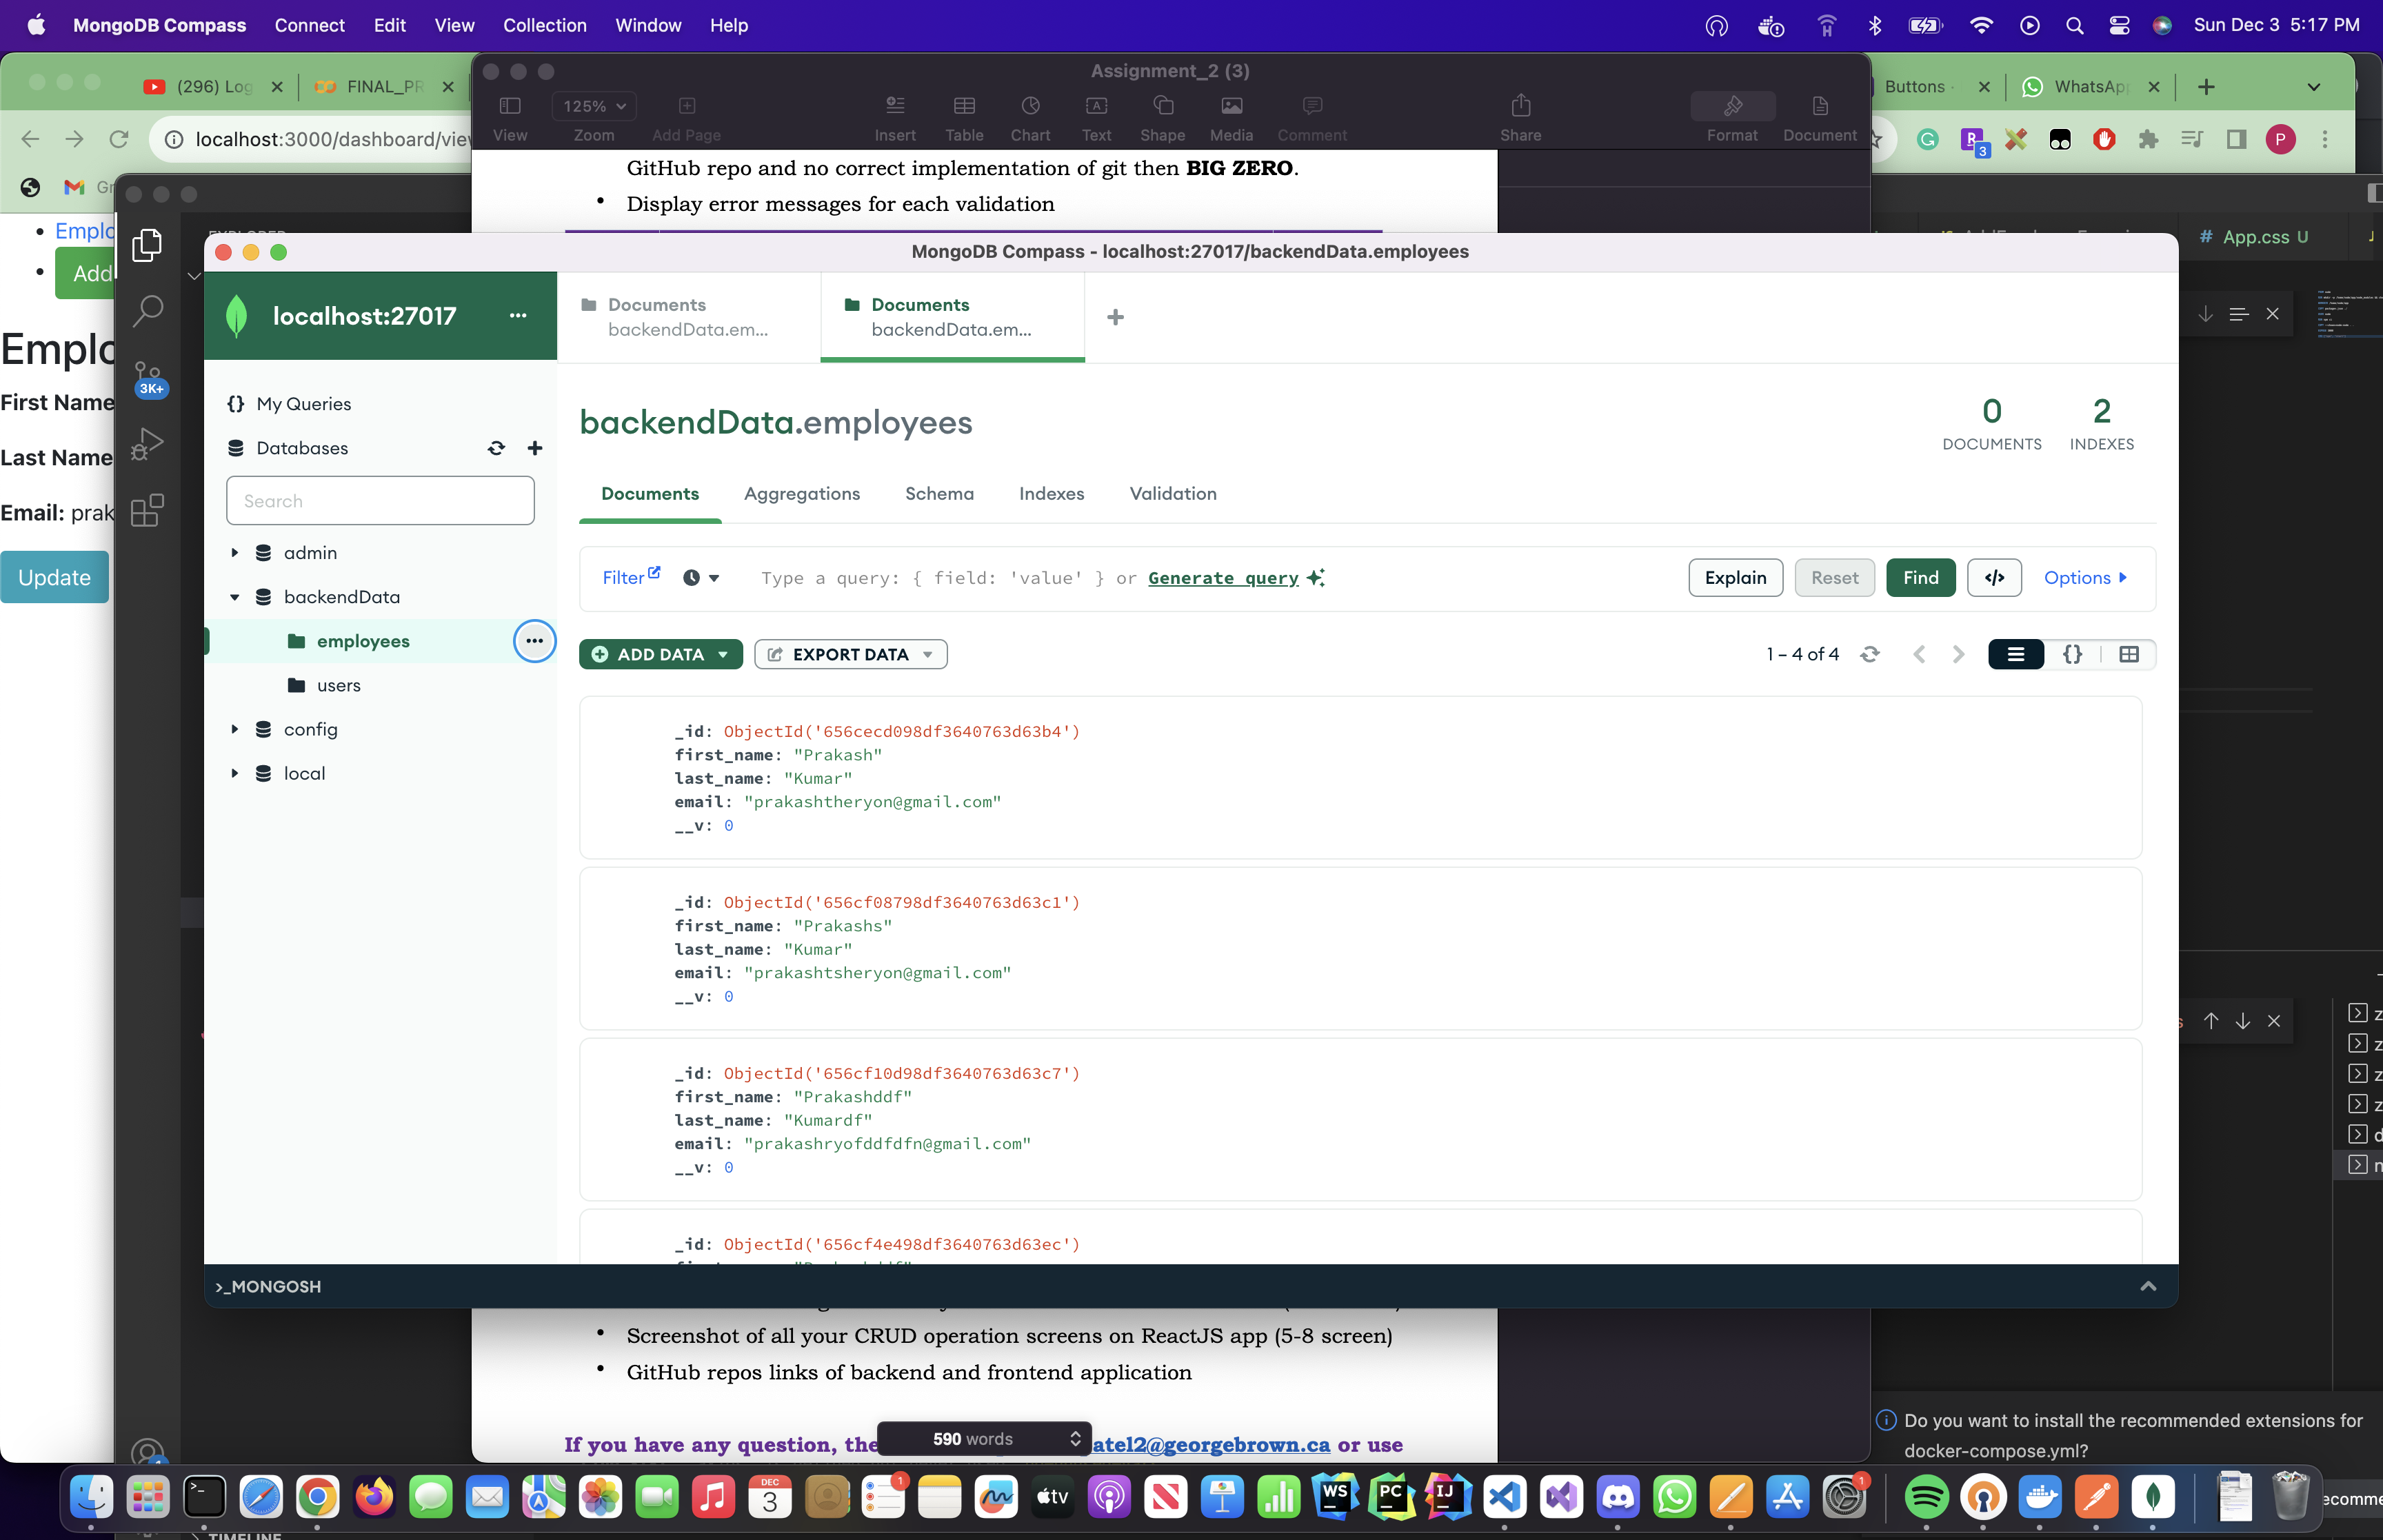 MongoDB Compass Connect Edit View Collection Window Help Sun Dec 3 5:17 PM
(296) Log FINAL_PR Assignment_2 (3) Buttons WhatsApp
125%
View Zoom Add Page Insert Table Chart Text Shape Media Comment Share Format Document
localhost:3000/dashboard/view
3
P
GitHub repo and no correct implementation of git then BIG ZERO.
• Display error messages for each validation
App.css U
MongoDB Compass - localhost:27017/backendData.employees
Add
Emplo
First Name
Last Name
Email: prak
Update
3K+
localhost:27017
Documents
backendData.em...
Documents
backendData.em...
{} My Queries
Databases
Search
admin
backendData
employees
users
config
local
backendData.employees
0
DOCUMENTS
2
INDEXES
Documents Aggregations Schema Indexes Validation
Filter Type a query: { field: 'value' } or Generate query Explain Reset Find </> Options
ADD DATA EXPORT DATA 1 – 4 of 4 {}
_id: ObjectId('656cecd098df3640763d63b4')
first_name: "Prakash"
last_name: "Kumar"
email: "prakashtheryon@gmail.com"
__v: 0
_id: ObjectId('656cf08798df3640763d63c1')
first_name: "Prakashs"
last_name: "Kumar"
email: "prakashtsheryon@gmail.com"
__v: 0
_id: ObjectId('656cf10d98df3640763d63c7')
first_name: "Prakashddf"
last_name: "Kumardf"
email: "prakashryofddfdfn@gmail.com"
__v: 0
_id: ObjectId('656cf4e498df3640763d63ec')
>_MONGOSH
• Screenshot of all your CRUD operation screens on ReactJS app (5-8 screen)
• GitHub repos links of backend and frontend application
If you have any question, the
590 words
atel2@georgebrown.ca or use
Do you want to install the recommended extensions for
docker-compose.yml?
DEC
3
1
tv
WS
PC
IJ
1
TIMELINE